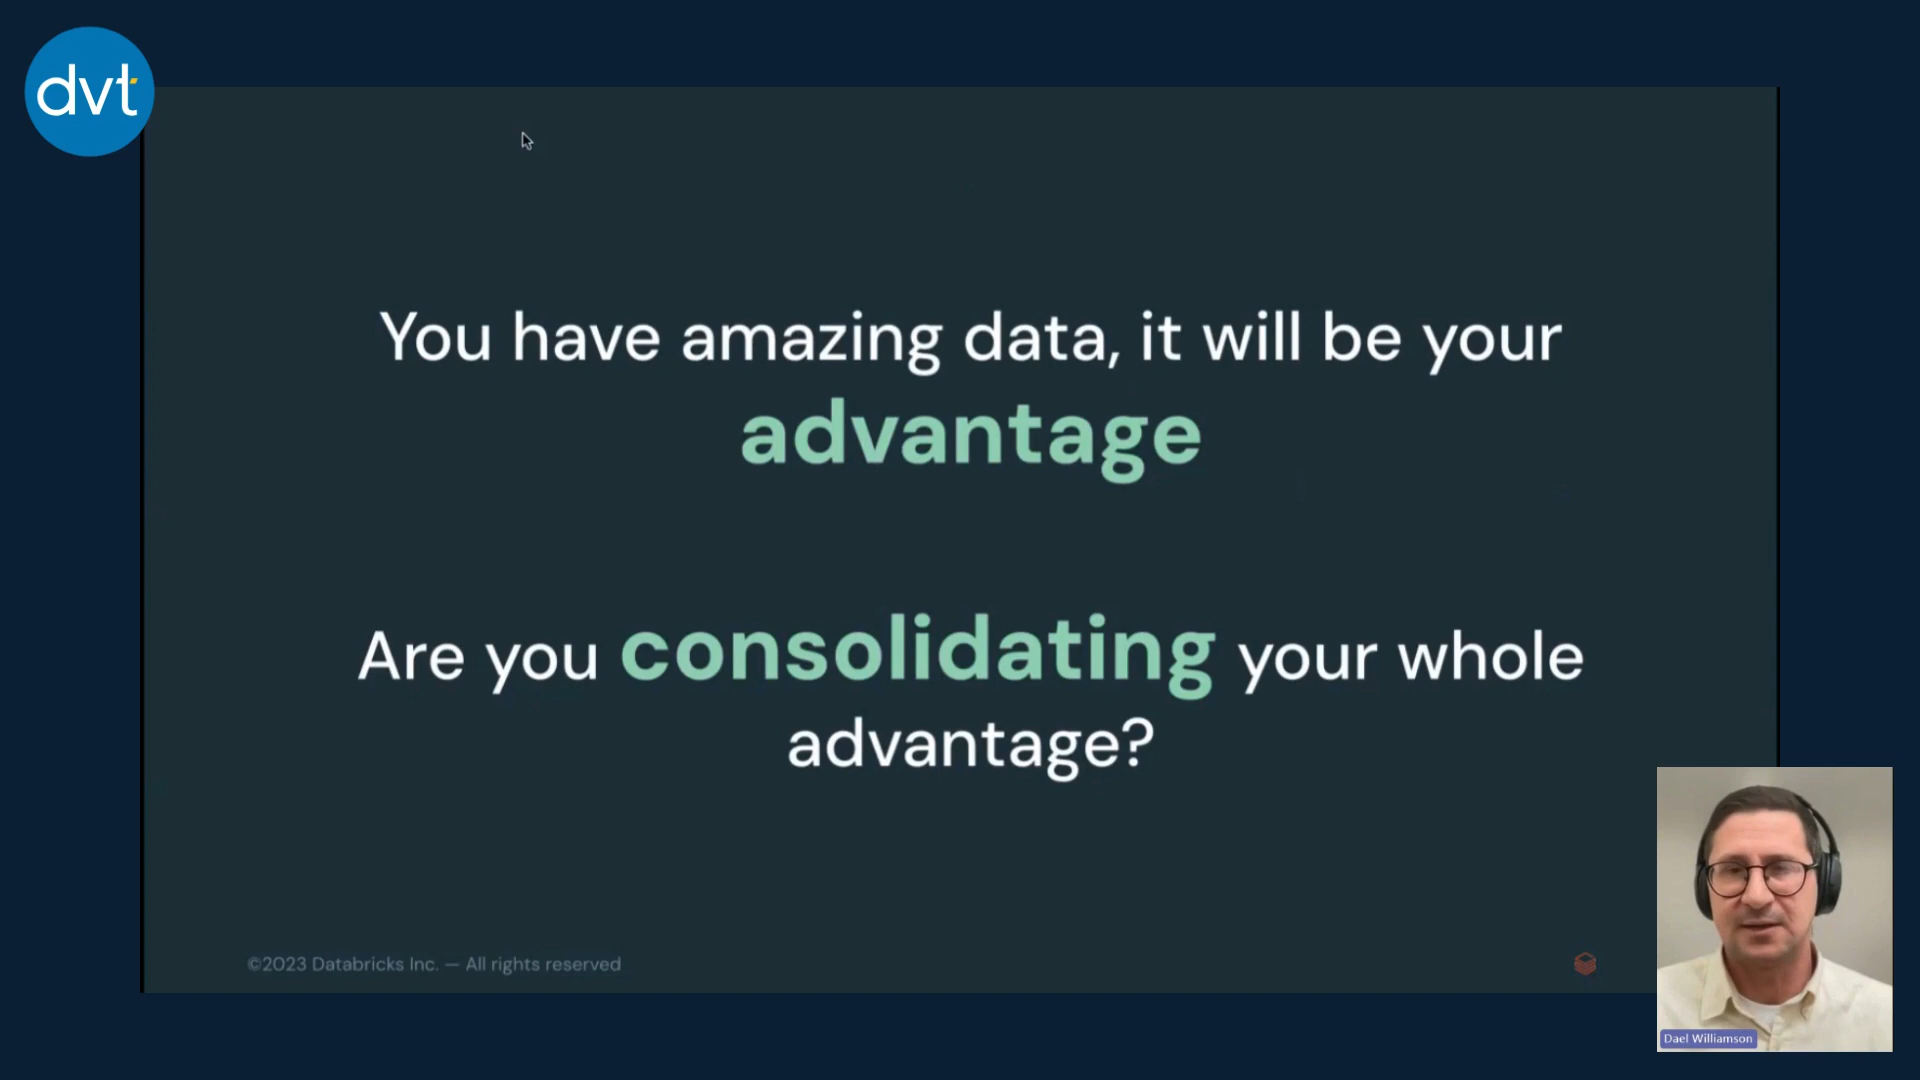 dvt
You have amazing data, it will be your
advantage
Are you consolidating your whole
advantage?
©2023 Databricks Inc. — All rights reserved
Dael Williamson